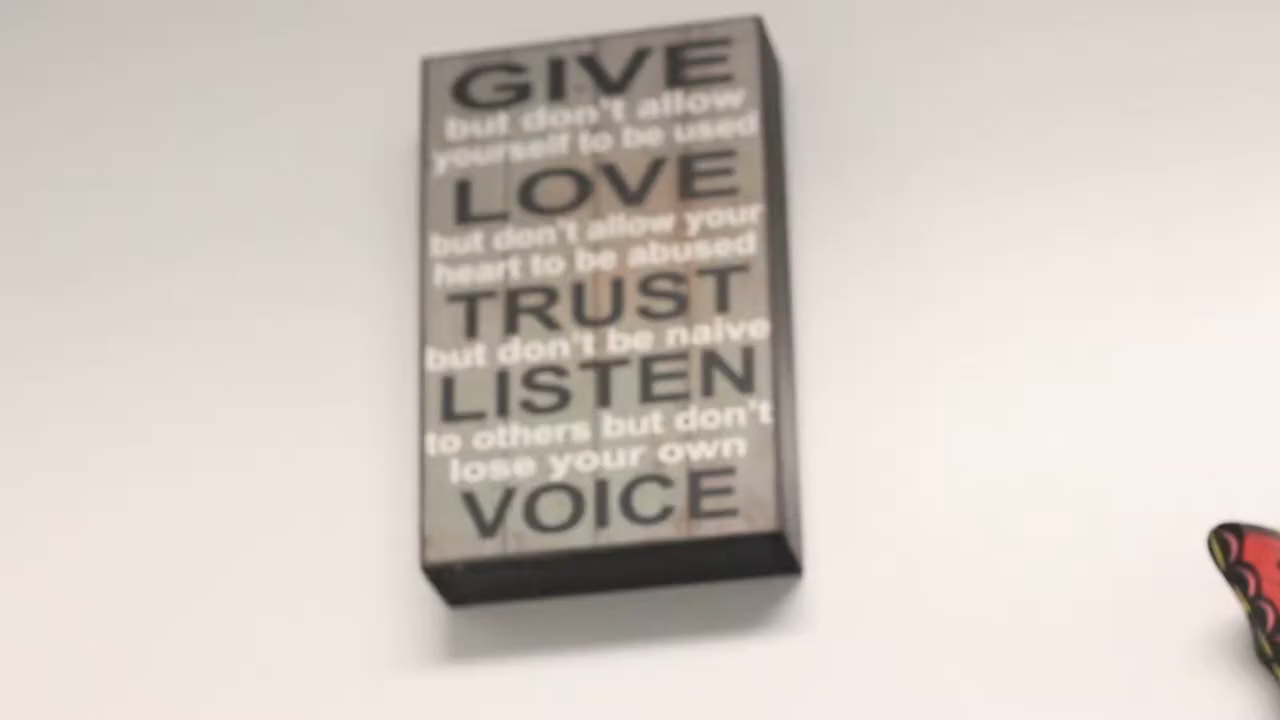 GIVE
but don't allow
yourself to be used
LOVE
but don't allow your
heart to be abused
TRUST
but don't be naive
LISTEN
to others but don't
lose your own
VOICE